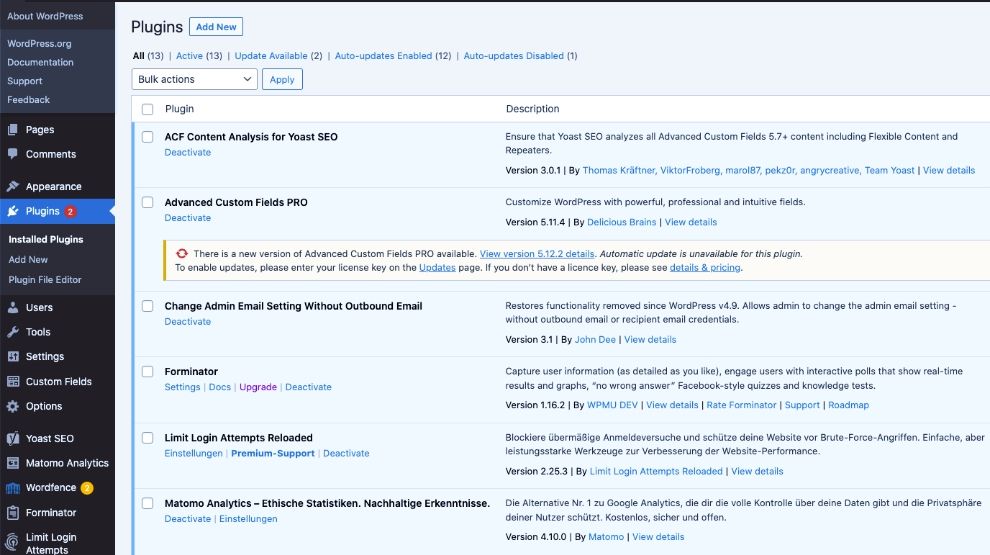 About WordPress
WordPress.org
Documentation
Support
Feedback
Pages
Comments
Appearance
Plugins 2
Installed Plugins
Add New
Plugin File Editor
Users
Tools
Settings
Custom Fields
Options
Yoast SEO
Matomo Analytics
Wordfence 2
Forminator
Limit Login
Attempts
Plugins Add New
All (13) | Active (13) | Update Available (2) | Auto-updates Enabled (12) | Auto-updates Disabled (1)
Bulk actions Apply
Plugin Description
ACF Content Analysis for Yoast SEO
Deactivate
Ensure that Yoast SEO analyzes all Advanced Custom Fields 5.7+ content including Flexible Content and
Repeaters.
Version 3.0.1 | By Thomas Kräftner, ViktorFroberg, marol87, pekz0r, angrycreative, Team Yoast | View details
Advanced Custom Fields PRO
Deactivate
Customize WordPress with powerful, professional and intuitive fields.
Version 5.11.4 | By Delicious Brains | View details
There is a new version of Advanced Custom Fields PRO available. View version 5.12.2 details. Automatic update is unavailable for this plugin.
To enable updates, please enter your license key on the Updates page. If you don't have a licence key, please see details & pricing.
Change Admin Email Setting Without Outbound Email
Deactivate
Restores functionality removed since WordPress v4.9. Allows admin to change the admin email setting -
without outbound email or recipient email credentials.
Version 3.1 | By John Dee | View details
Forminator
Settings | Docs | Upgrade | Deactivate
Capture user information (as detailed as you like), engage users with interactive polls that show real-time
results and graphs, “no wrong answer” Facebook-style quizzes and knowledge tests.
Version 1.16.2 | By WPMU DEV | View details | Rate Forminator | Support | Roadmap
Limit Login Attempts Reloaded
Einstellungen | Premium-Support | Deactivate
Blockiere übermäßige Anmeldeversuche und schütze deine Website vor Brute-Force-Angriffen. Einfache, aber
leistungsstarke Werkzeuge zur Verbesserung der Website-Performance.
Version 2.25.3 | By Limit Login Attempts Reloaded | View details
Matomo Analytics – Ethische Statistiken. Nachhaltige Erkenntnisse.
Deactivate | Einstellungen
Die Alternative Nr. 1 zu Google Analytics, die dir die volle Kontrolle über deine Daten gibt und die Privatsphäre
deiner Nutzer schützt. Kostenlos, sicher und offen.
Version 4.10.0 | By Matomo | View details